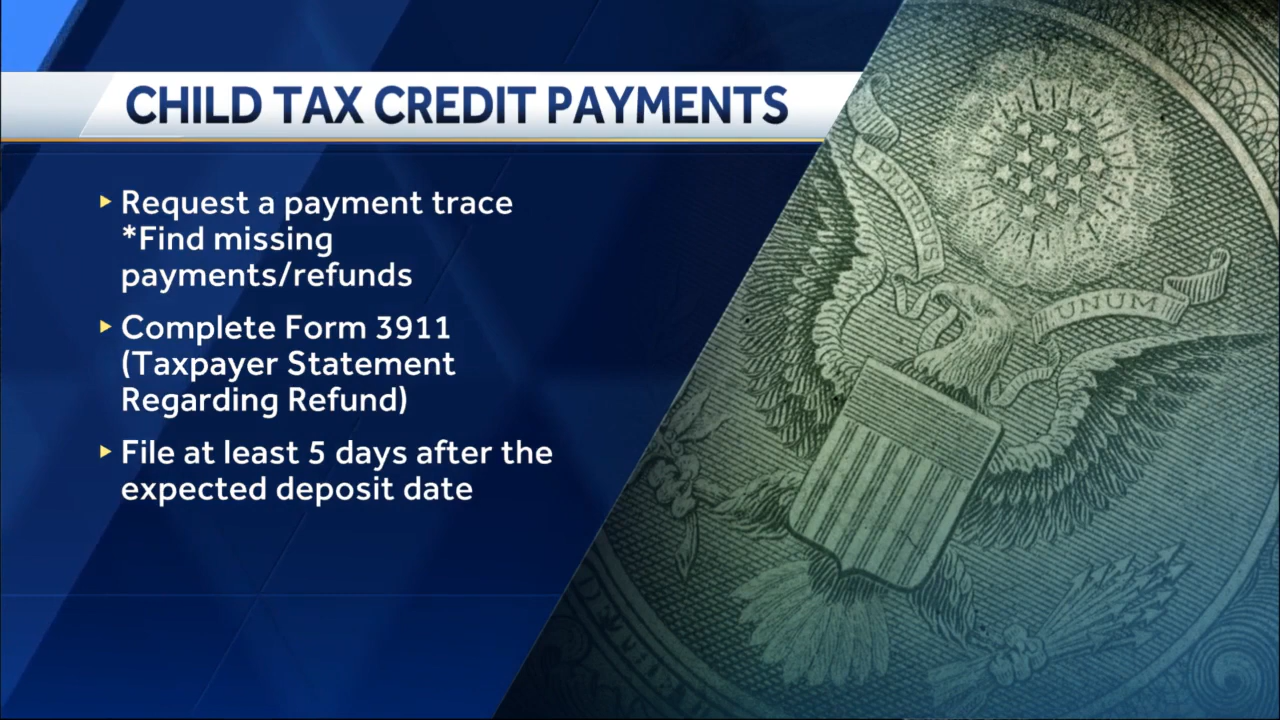 CHILD TAX CREDIT PAYMENTS
Request a payment trace
*Find missing
payments/refunds
Complete Form 3911
(Taxpayer Statement
Regarding Refund)
File at least 5 days after the
expected deposit date
E PLURIBUS
UNUM